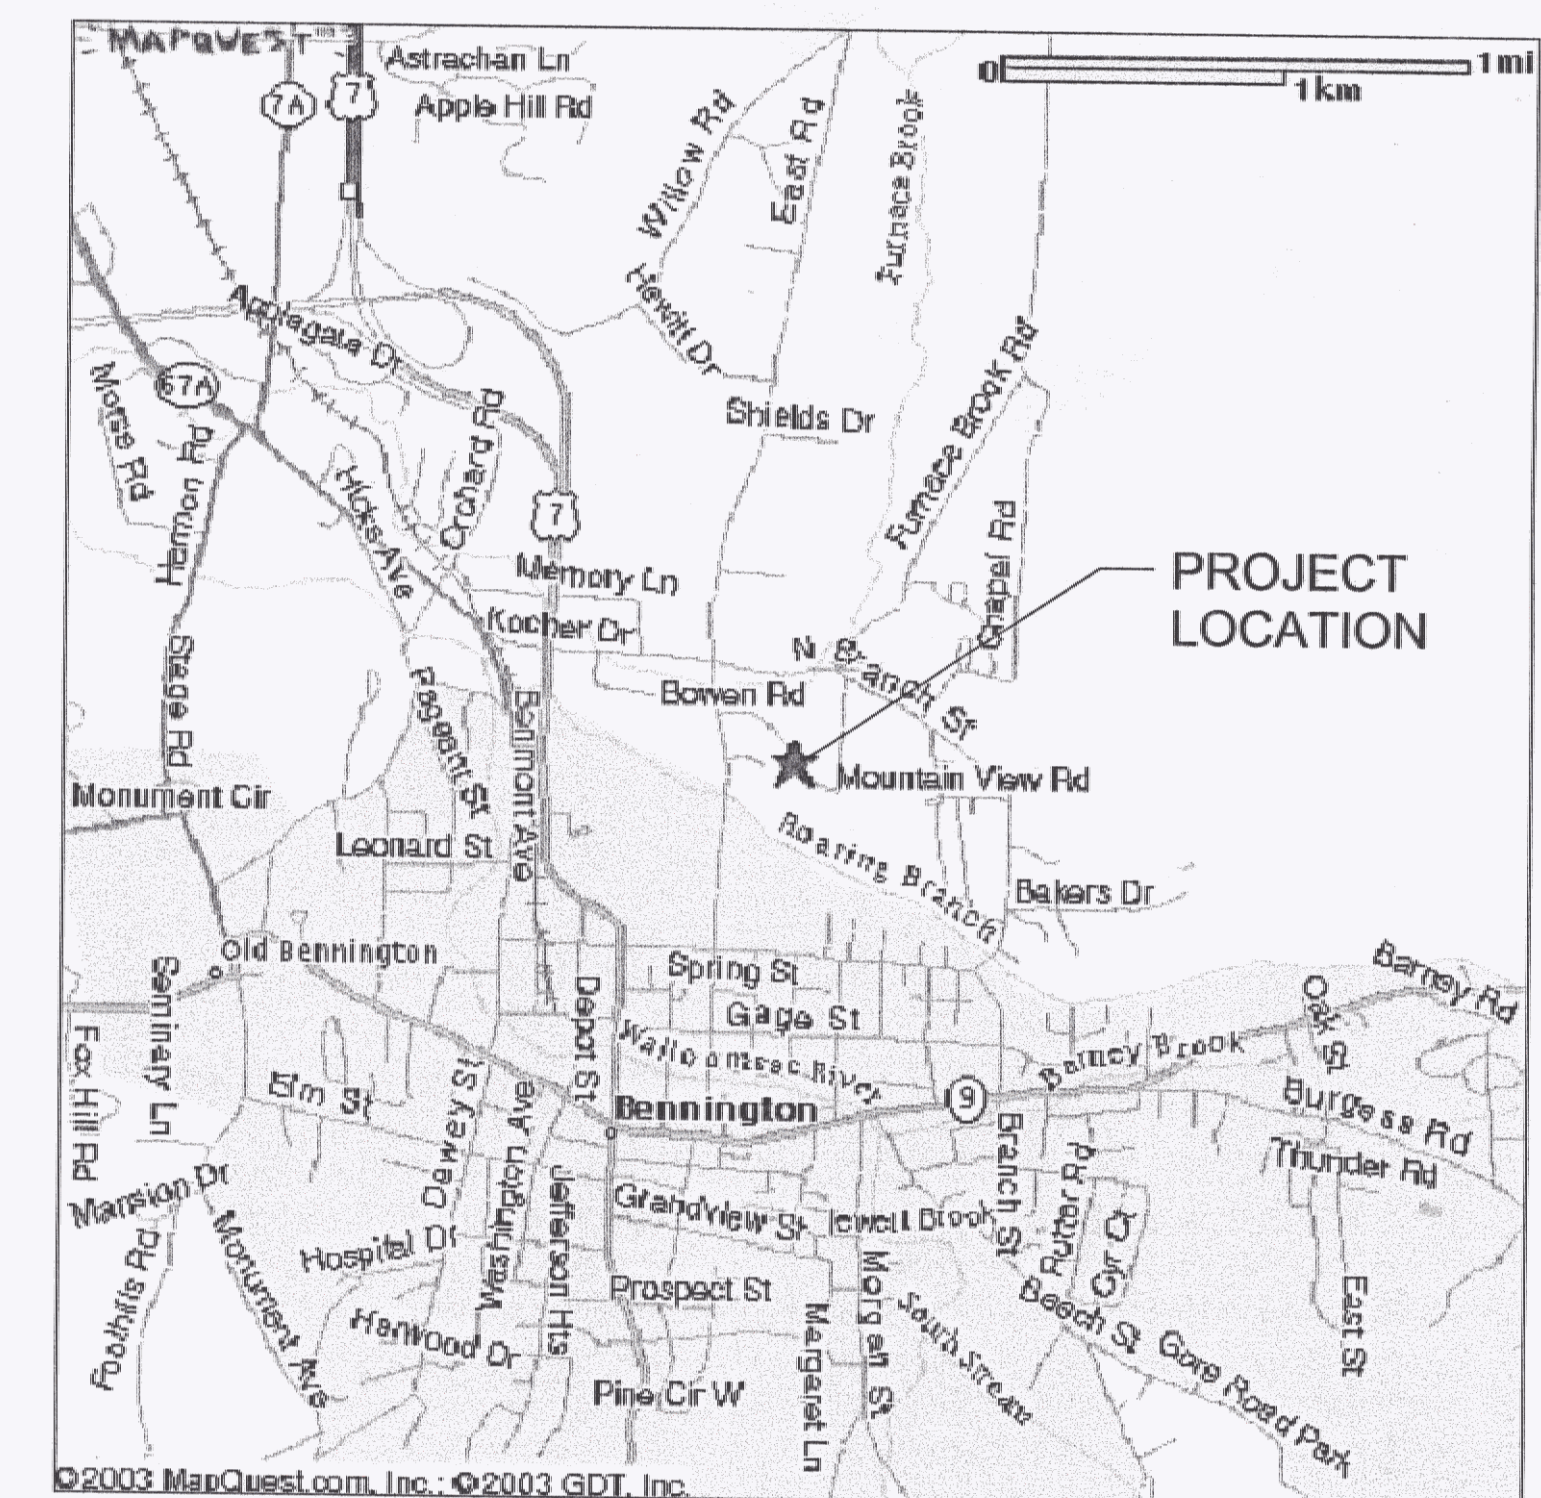 MAPQUEST
Astrachan Ln
0
1 mi
1 km
7A
7
Apple Hill Rd
Willow Rd
East Rd
Furnace Brook
Hewitt Dr
Applegate Dr
67A
Morse Rd
Harmon Rd
Shields Dr
Furnace Brook Rd
Hicks Ave
Orchard Rd
7
Chapel Rd
PROJECT
LOCATION
Memory Ln
Kocher Dr
N Branch St
Bowen Rd
Stage Rd
Pageant St
Benmont Ave
Mountain View Rd
Monument Cir
Leonard St
Roaring Branch
Bakers Dr
Old Bennington
Seminary Ln
Spring St
Barney Rd
Depot St
Gage St
Oak St
Walloomsac River
Barney Brook
Fox Hill Rd
Elm St
Dewey St
Washington Ave
Bennington
9
Burgess Rd
Thunder Rd
Mansion Dr
Branch St
Rutter Rd
Gyr Ct
Grandview St
Jewell Brook
Jefferson Hts
Hospital Dr
Foothills Rd
Monument Ave
Prospect St
Morgan St
South Stream
Beech St
East St
Harwood Dr
Margaret Ln
Gore Road Park
Pine Cir W
©2003 MapQuest.com, Inc.; ©2003 GDT, Inc.